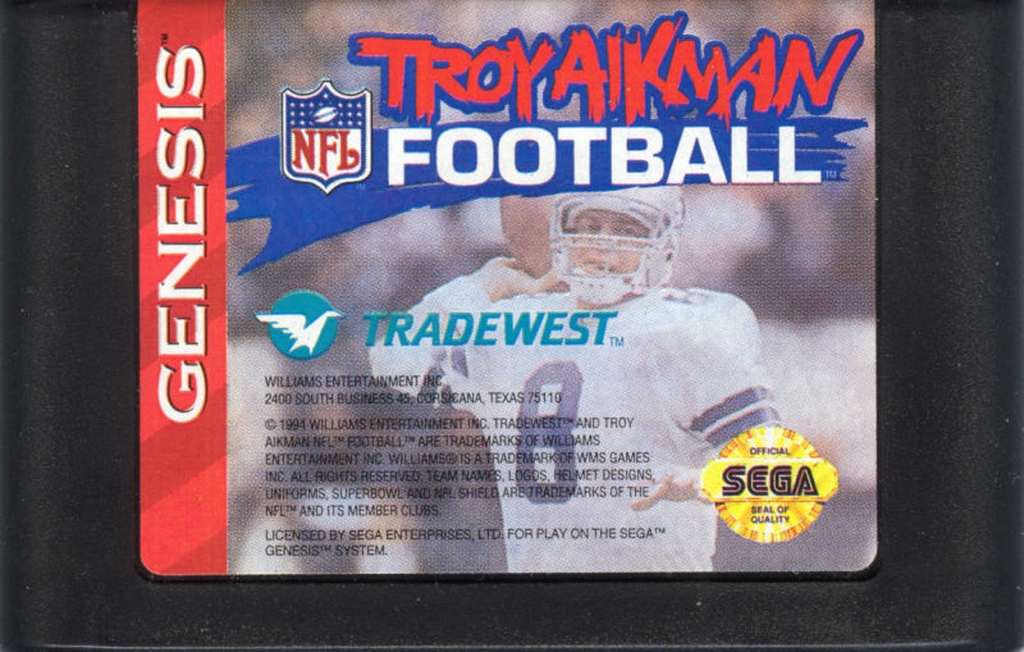 GENESIS™
TROY AIKMAN
NFL
FOOTBALL™
TRADEWEST™
WILLIAMS ENTERTAINMENT INC.
2400 SOUTH BUSINESS 45, CORSICANA, TEXAS 75110
© 1994 WILLIAMS ENTERTAINMENT INC. TRADEWEST™ AND TROY
AIKMAN NFL™ FOOTBALL™ ARE TRADEMARKS OF WILLIAMS
ENTERTAINMENT INC. WILLIAMS® IS A TRADEMARK OF WMS GAMES
INC. ALL RIGHTS RESERVED. TEAM NAMES, LOGOS, HELMET DESIGNS,
UNIFORMS, SUPERBOWL AND NFL SHIELD ARE TRADEMARKS OF THE
NFL™ AND ITS MEMBER CLUBS.
LICENSED BY SEGA ENTERPRISES, LTD. FOR PLAY ON THE SEGA™
GENESIS™ SYSTEM.
8
OFFICIAL
SEGA
SEAL OF
QUALITY